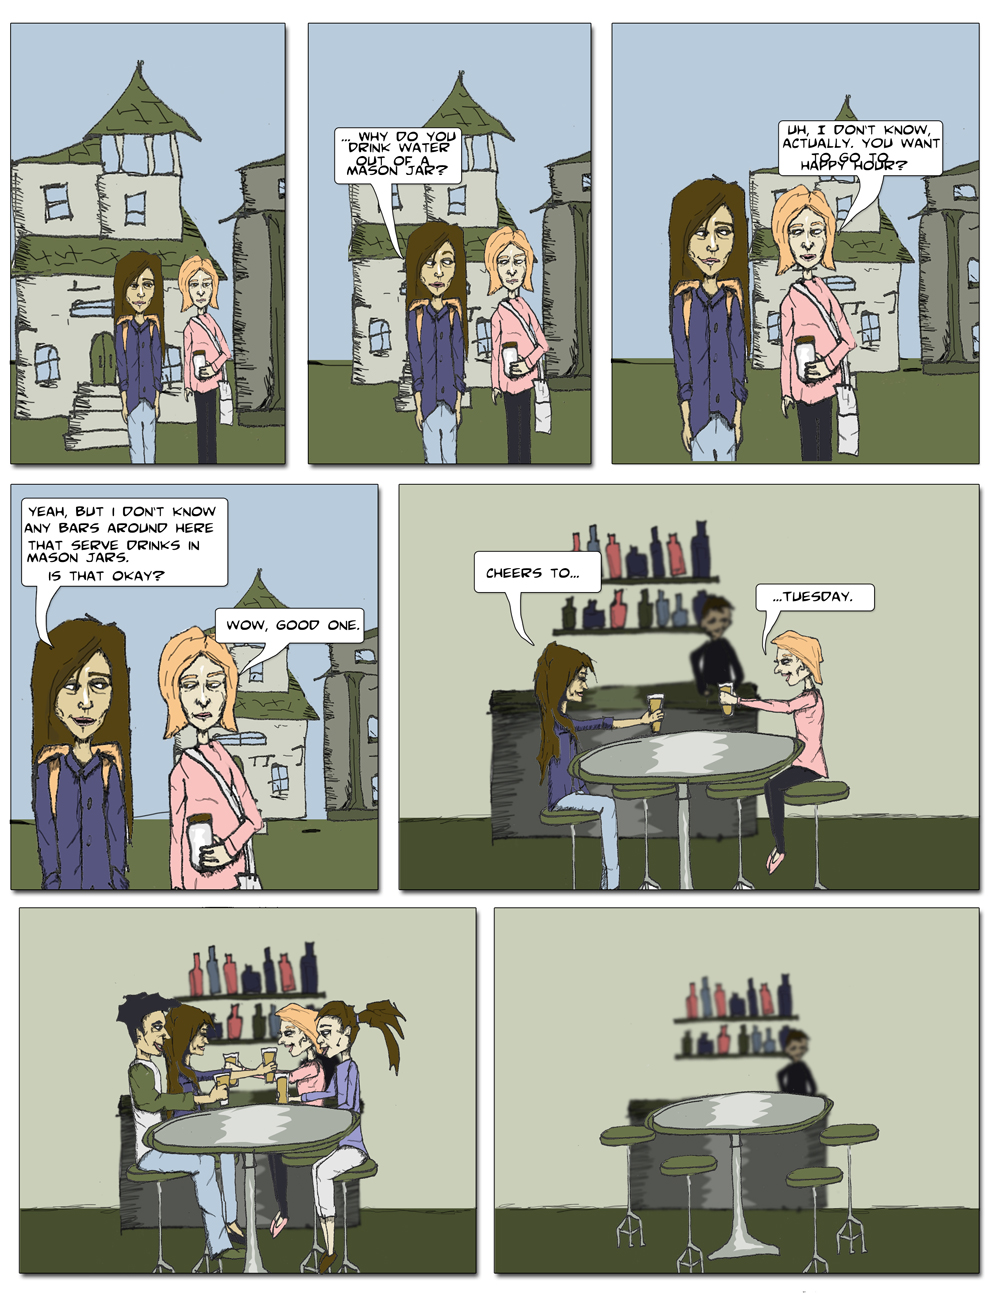 ... WHY DO YOU
DRINK WATER
OUT OF A
MASON JAR?
UH, I DON'T KNOW,
ACTUALLY. YOU WANT
TO GO TO
HAPPY HOUR?
YEAH, BUT I DON'T KNOW
ANY BARS AROUND HERE
THAT SERVE DRINKS IN
MASON JARS.
IS THAT OKAY?
WOW, GOOD ONE.
CHEERS TO...
...TUESDAY.